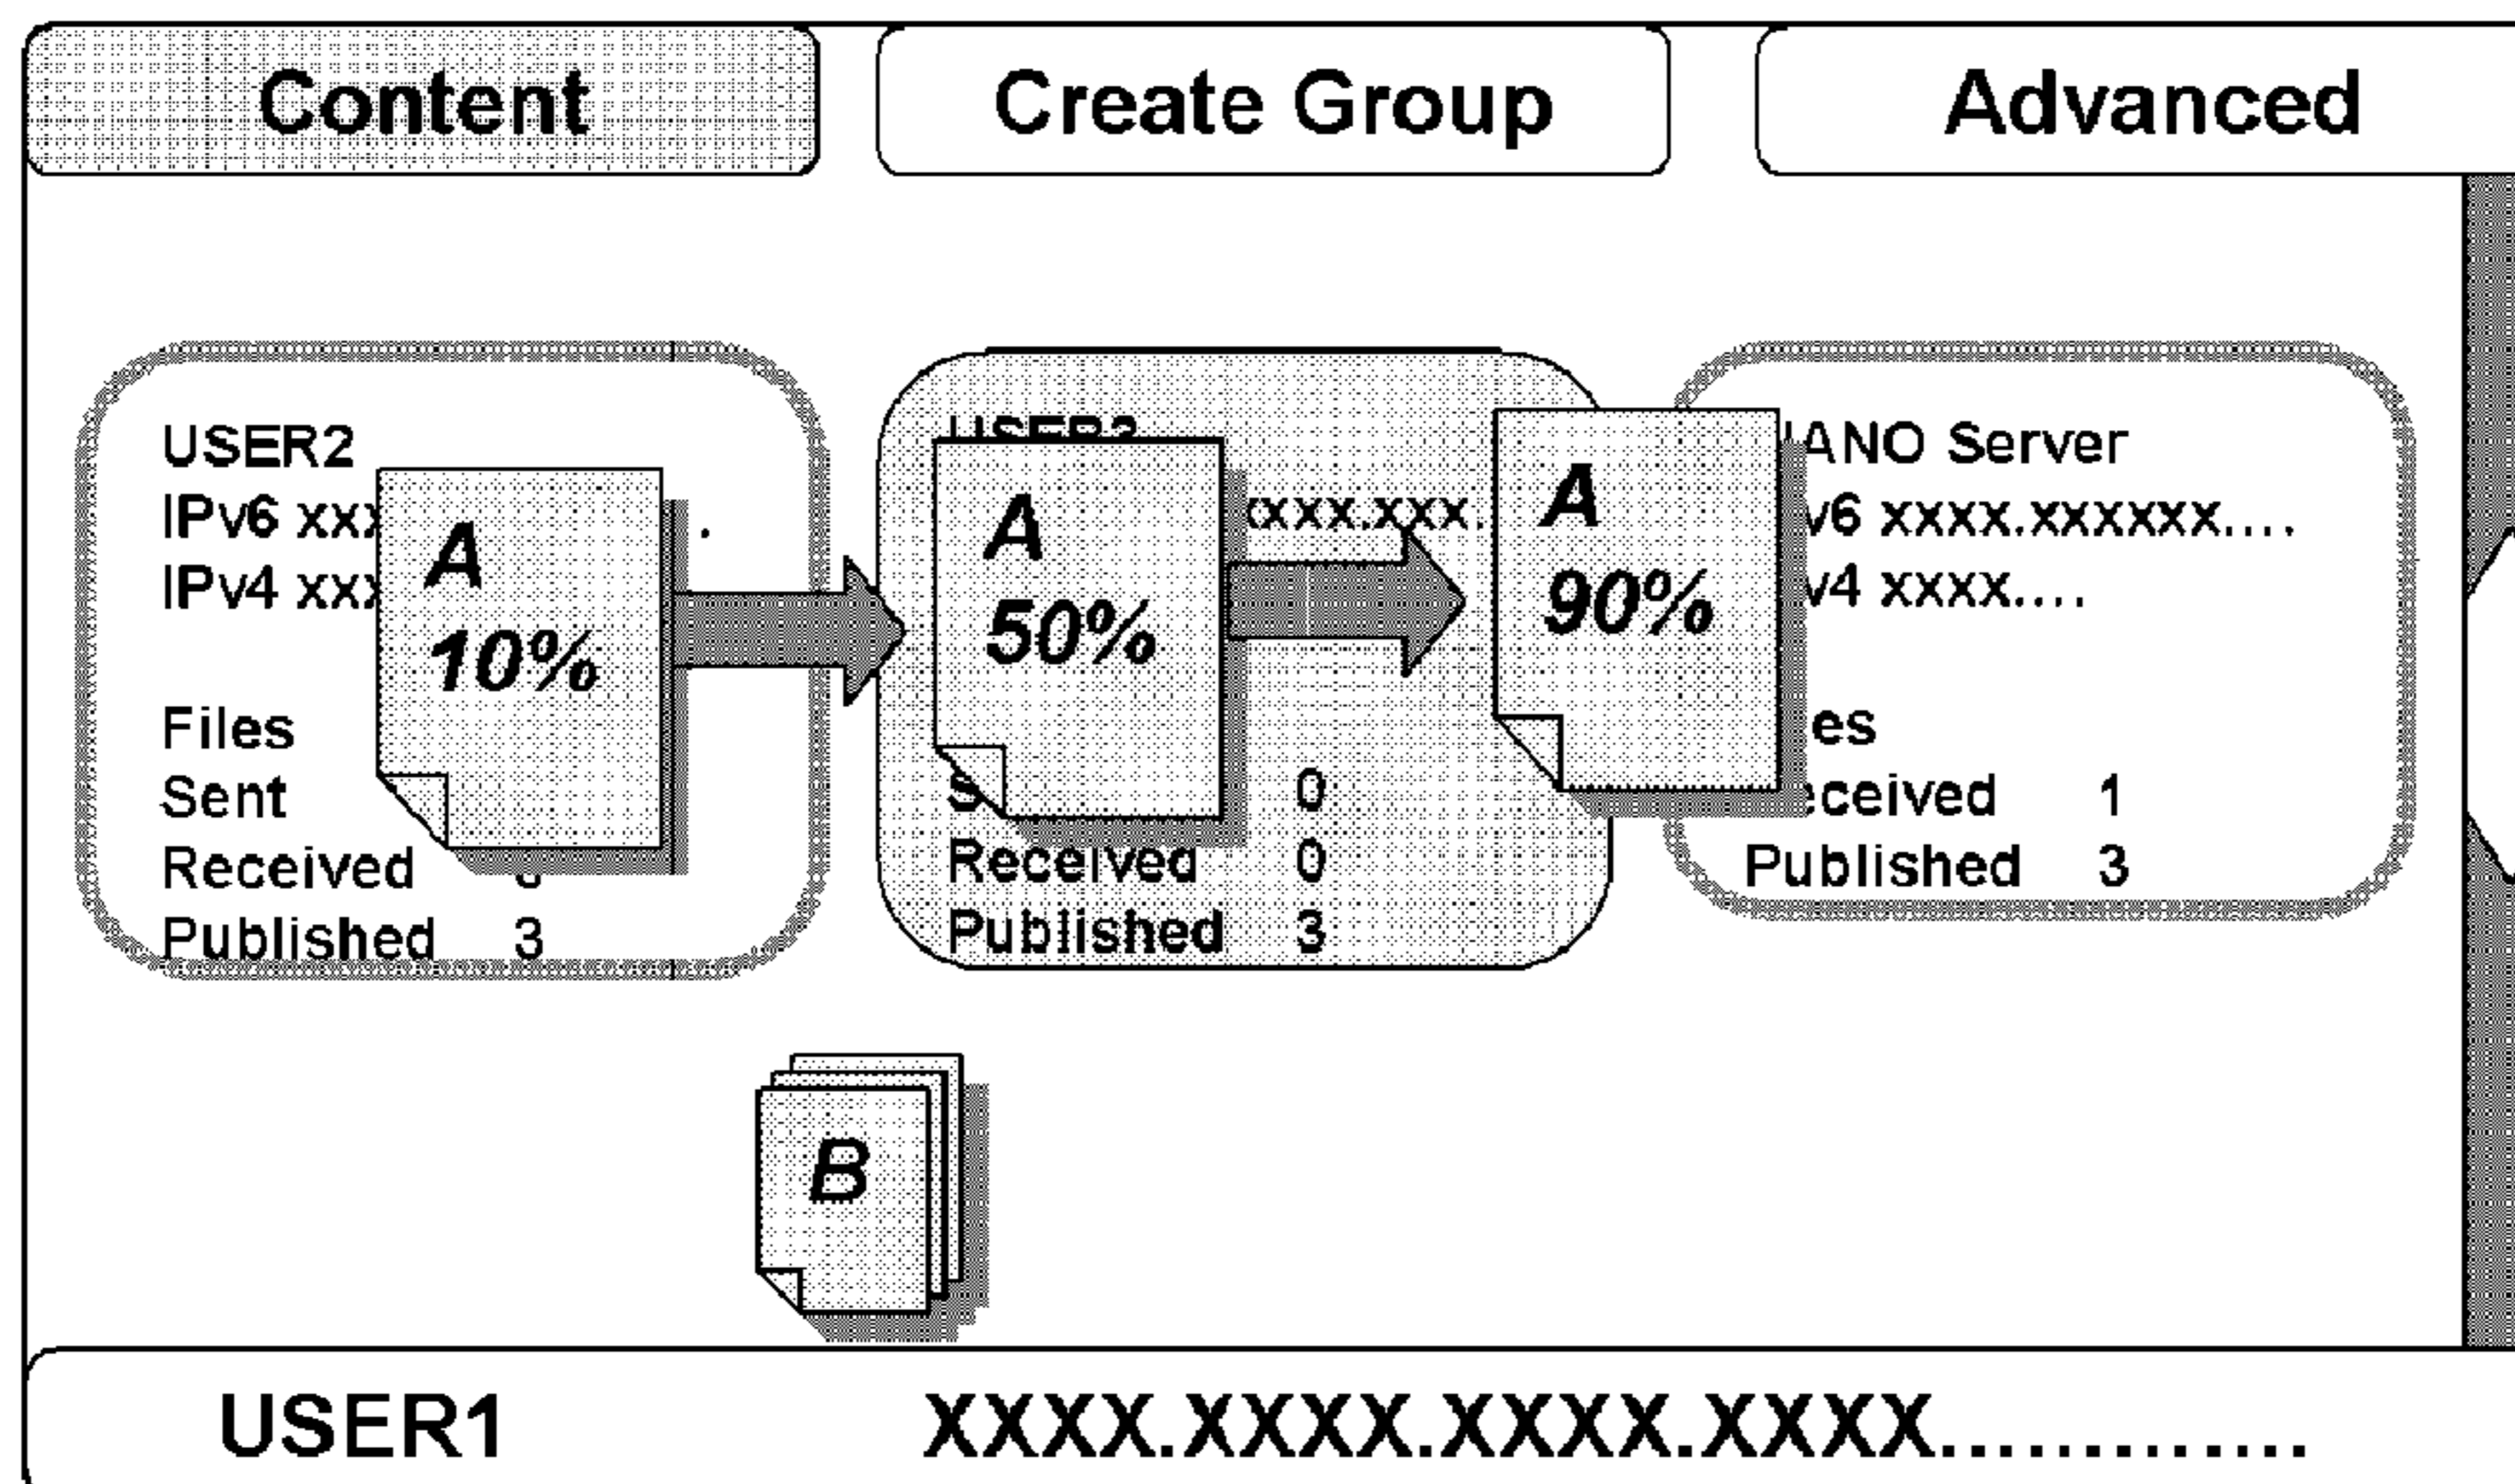 Content
Create Group
Advanced
USER2
IPv6 xxx
IPv4 xxx
Files
Sent
Received
Published 3
A
10%
USER3
xxx.xxx.
A
50%
0
Received 0
Published 3
A
90%
ANO Server
v6 xxxx.xxxxxx....
v4 xxxx....
es
eceived 1
Published 3
B
USER1 XXXX.XXXX.XXXX.XXXX.............